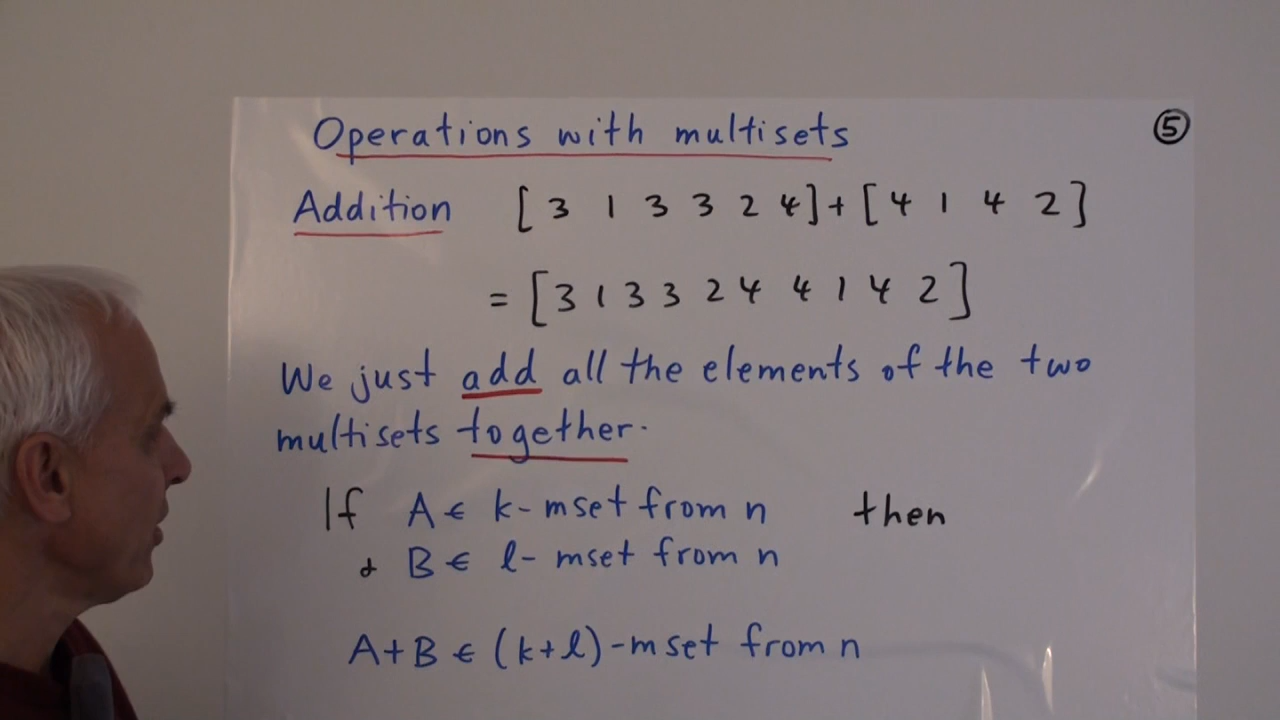 Operations with multisets
⑤
Addition [3 1 3 3 2 4]+[4 1 4 2]
= [3 1 3 3 2 4 4 1 4 2]
We just add all the elements of the two
multisets together.
If A ∈ k-mset from n then
& B ∈ l-mset from n
A+B ∈ (k+l)-mset from n